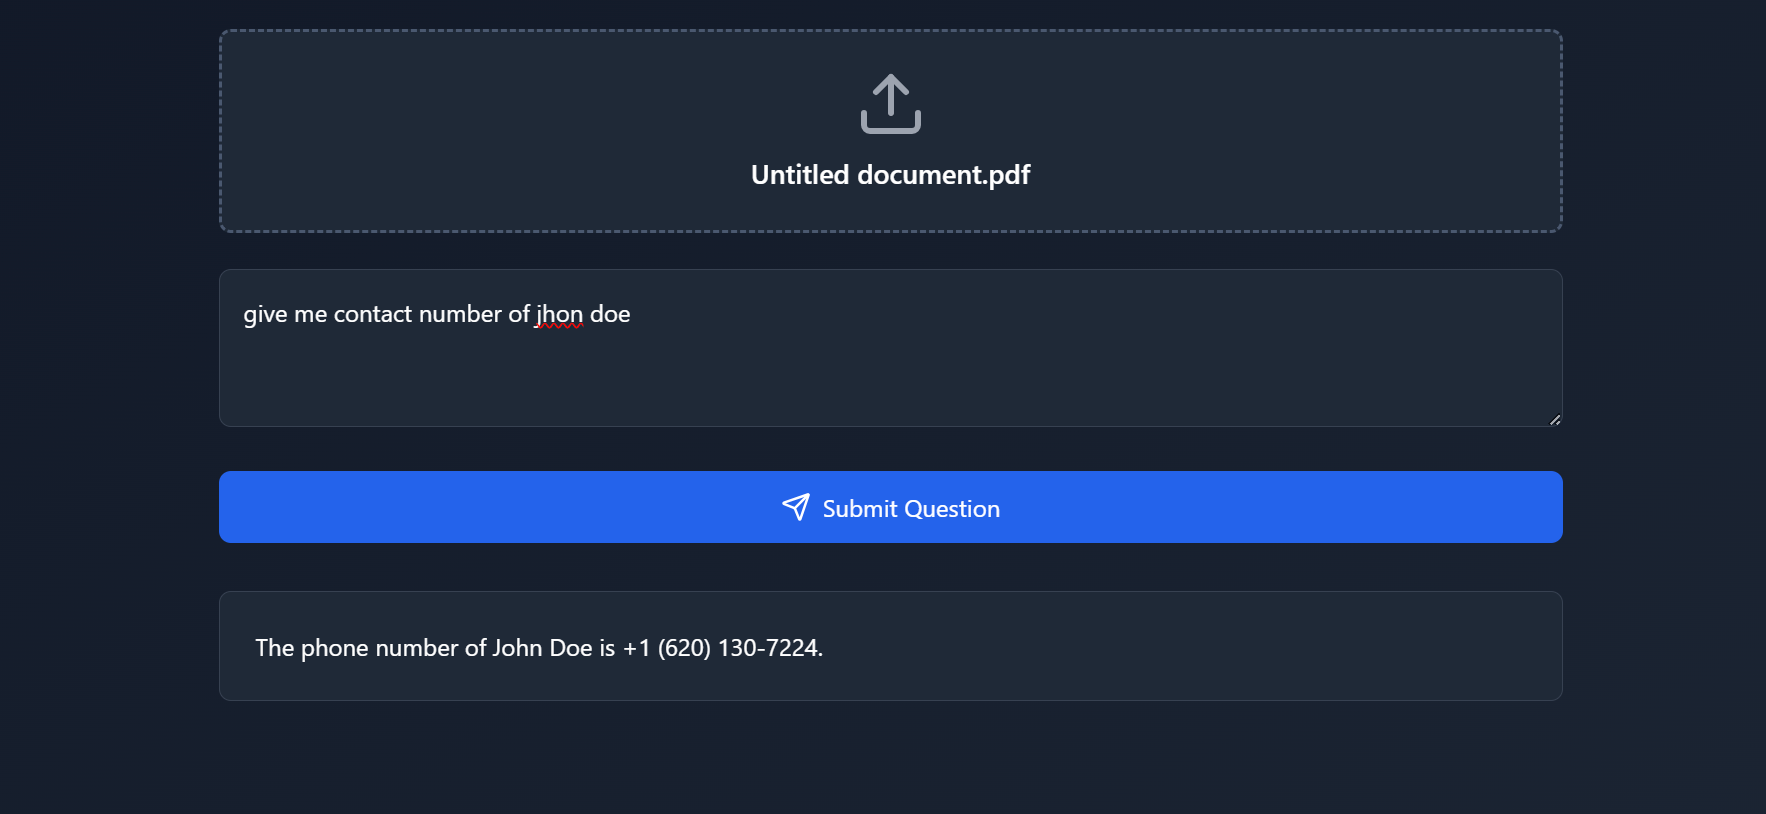 Untitled document.pdf
give me contact number of jhon doe
Submit Question
The phone number of John Doe is +1 (620) 130-7224.